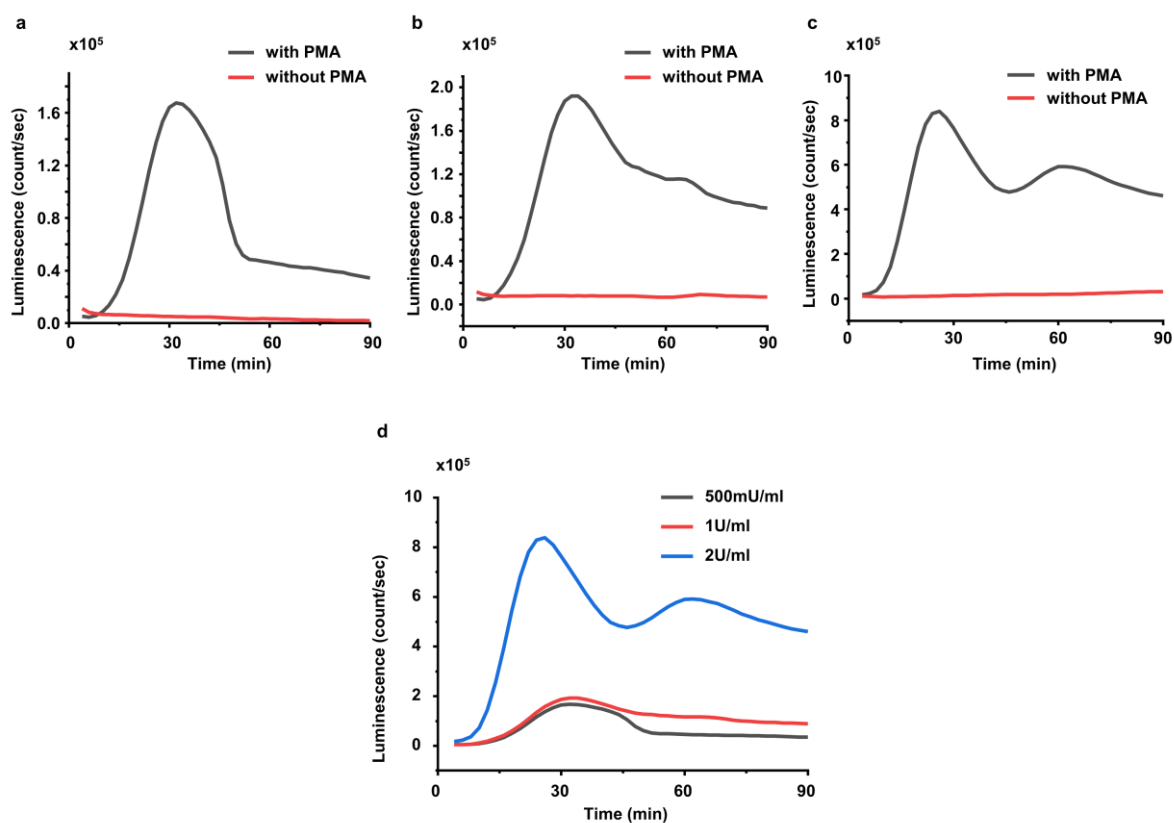 a
x10⁵
with PMA
without PMA
Luminescence (count/sec)
1.6
1.2
0.8
0.4
0.0
0
30
60
90
Time (min)
b
x10⁵
with PMA
without PMA
Luminescence (count/sec)
2.0
1.6
1.2
0.8
0.4
0.0
0
30
60
90
Time (min)
c
x10⁵
with PMA
without PMA
Luminescence (count/sec)
10
8
6
4
2
0
0
30
60
90
Time (min)
d
x10⁵
500mU/ml
1U/ml
2U/ml
Luminescence (count/sec)
10
8
6
4
2
0
0
30
60
90
Time (min)